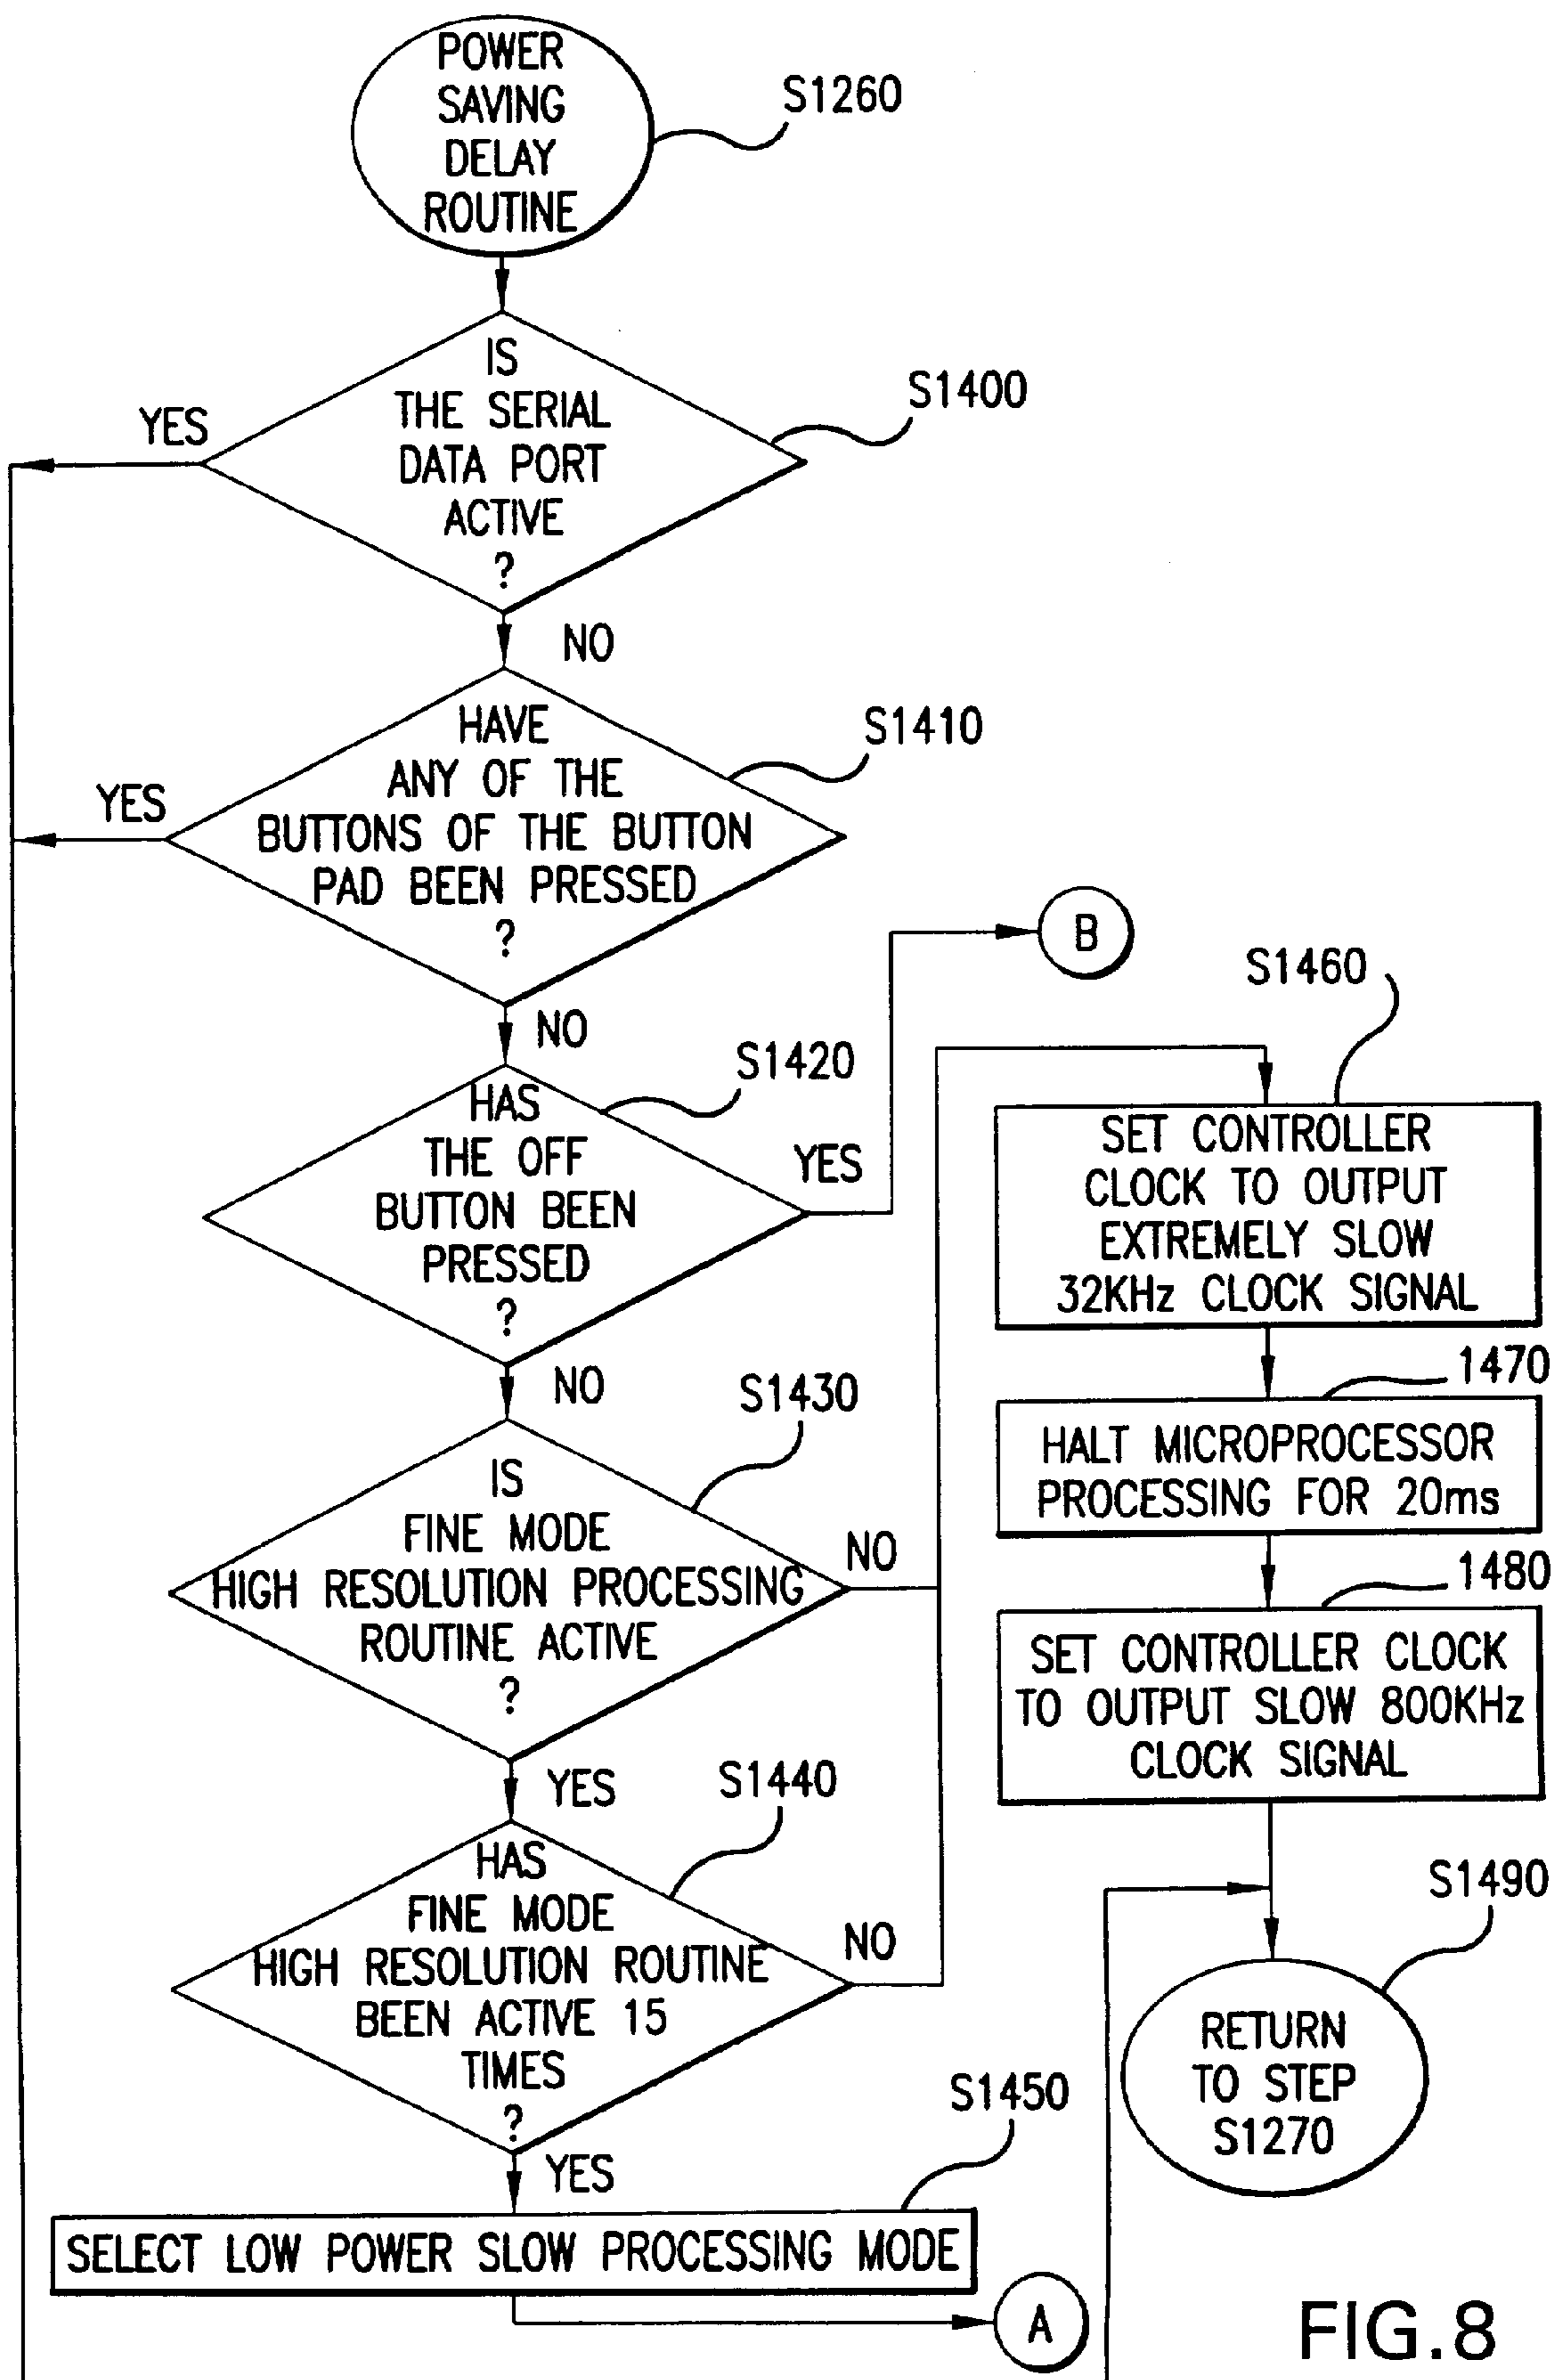 POWER
SAVING
DELAY
ROUTINE
S1260
IS
THE SERIAL
DATA PORT
ACTIVE
?
S1400
YES
NO
HAVE
ANY OF THE
BUTTONS OF THE BUTTON
PAD BEEN PRESSED
?
S1410
YES
NO
HAS
THE OFF
BUTTON BEEN
PRESSED
?
S1420
YES
B
NO
IS
FINE MODE
HIGH RESOLUTION PROCESSING
ROUTINE ACTIVE
?
S1430
NO
YES
HAS
FINE MODE
HIGH RESOLUTION ROUTINE
BEEN ACTIVE 15
TIMES
?
S1440
NO
YES
S1450
SELECT LOW POWER SLOW PROCESSING MODE
A
S1460
SET CONTROLLER
CLOCK TO OUTPUT
EXTREMELY SLOW
32KHz CLOCK SIGNAL
1470
HALT MICROPROCESSOR
PROCESSING FOR 20ms
1480
SET CONTROLLER CLOCK
TO OUTPUT SLOW 800KHz
CLOCK SIGNAL
S1490
RETURN
TO STEP
S1270
FIG.8